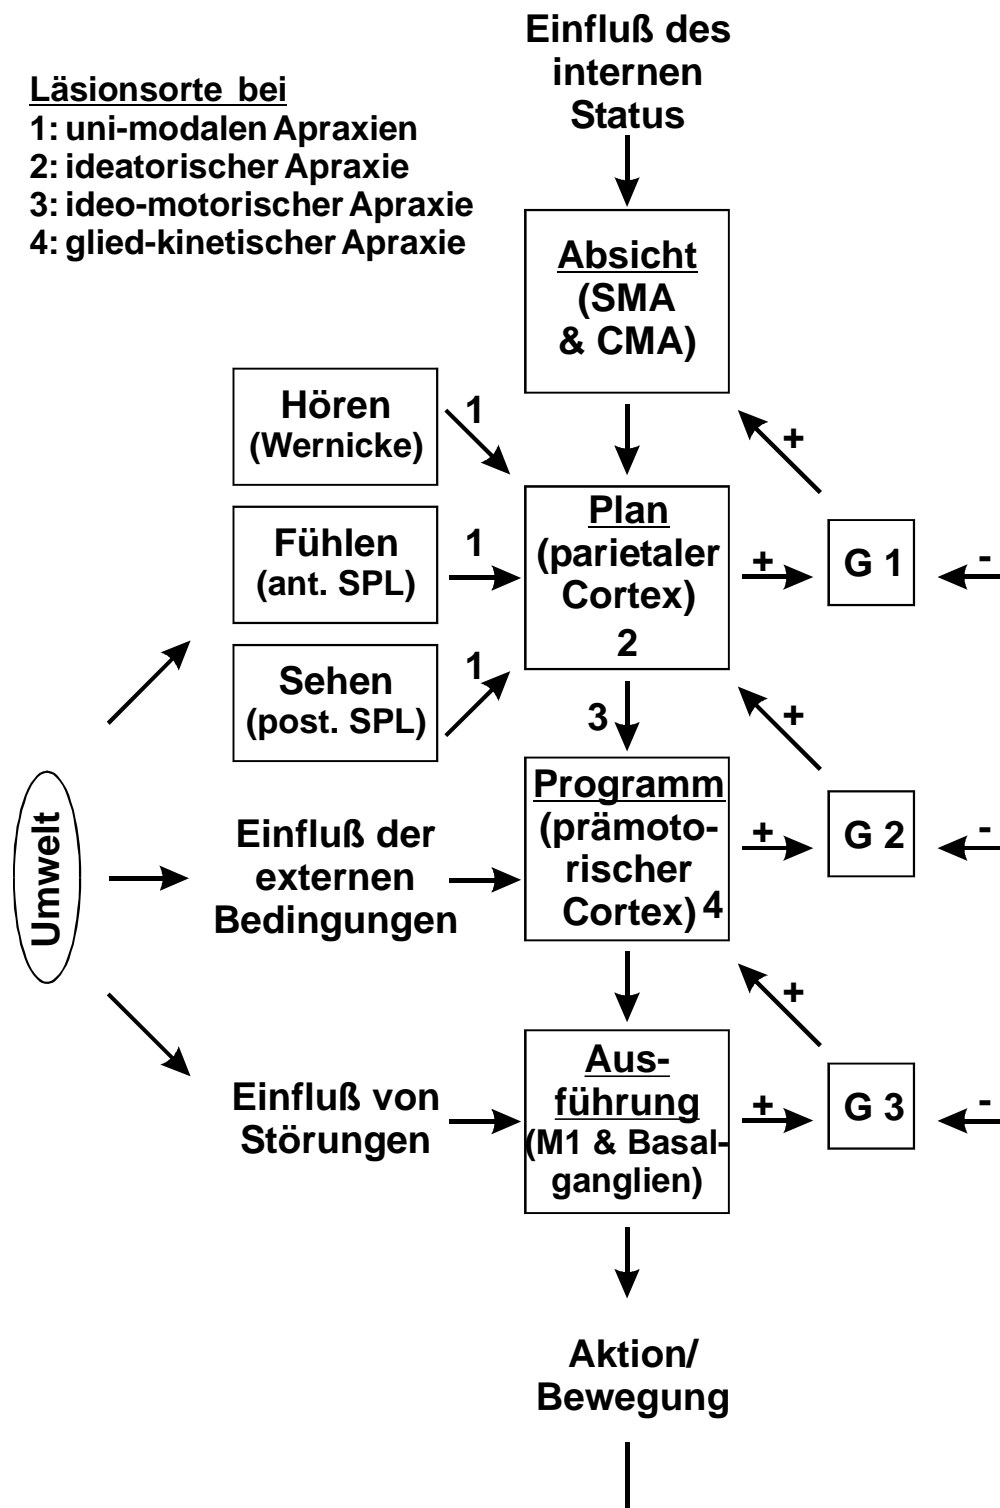 Einfluß des
internen
Status
Läsionsorte bei
1: uni-modalen Apraxien
2: ideatorischer Apraxie
3: ideo-motorischer Apraxie
4: glied-kinetischer Apraxie
Absicht
(SMA
& CMA)
Hören
(Wernicke)
1
+
Fühlen
(ant. SPL)
1
Plan
(parietaler
Cortex)
2
+
G 1
-
Sehen
(post. SPL)
1
3
+
Umwelt
Einfluß der
externen
Bedingungen
Programm
(prämoto-
rischer
Cortex) 4
+
G 2
-
+
Einfluß von
Störungen
Aus-
führung
(M1 & Basal-
ganglien)
+
G 3
-
Aktion/
Bewegung